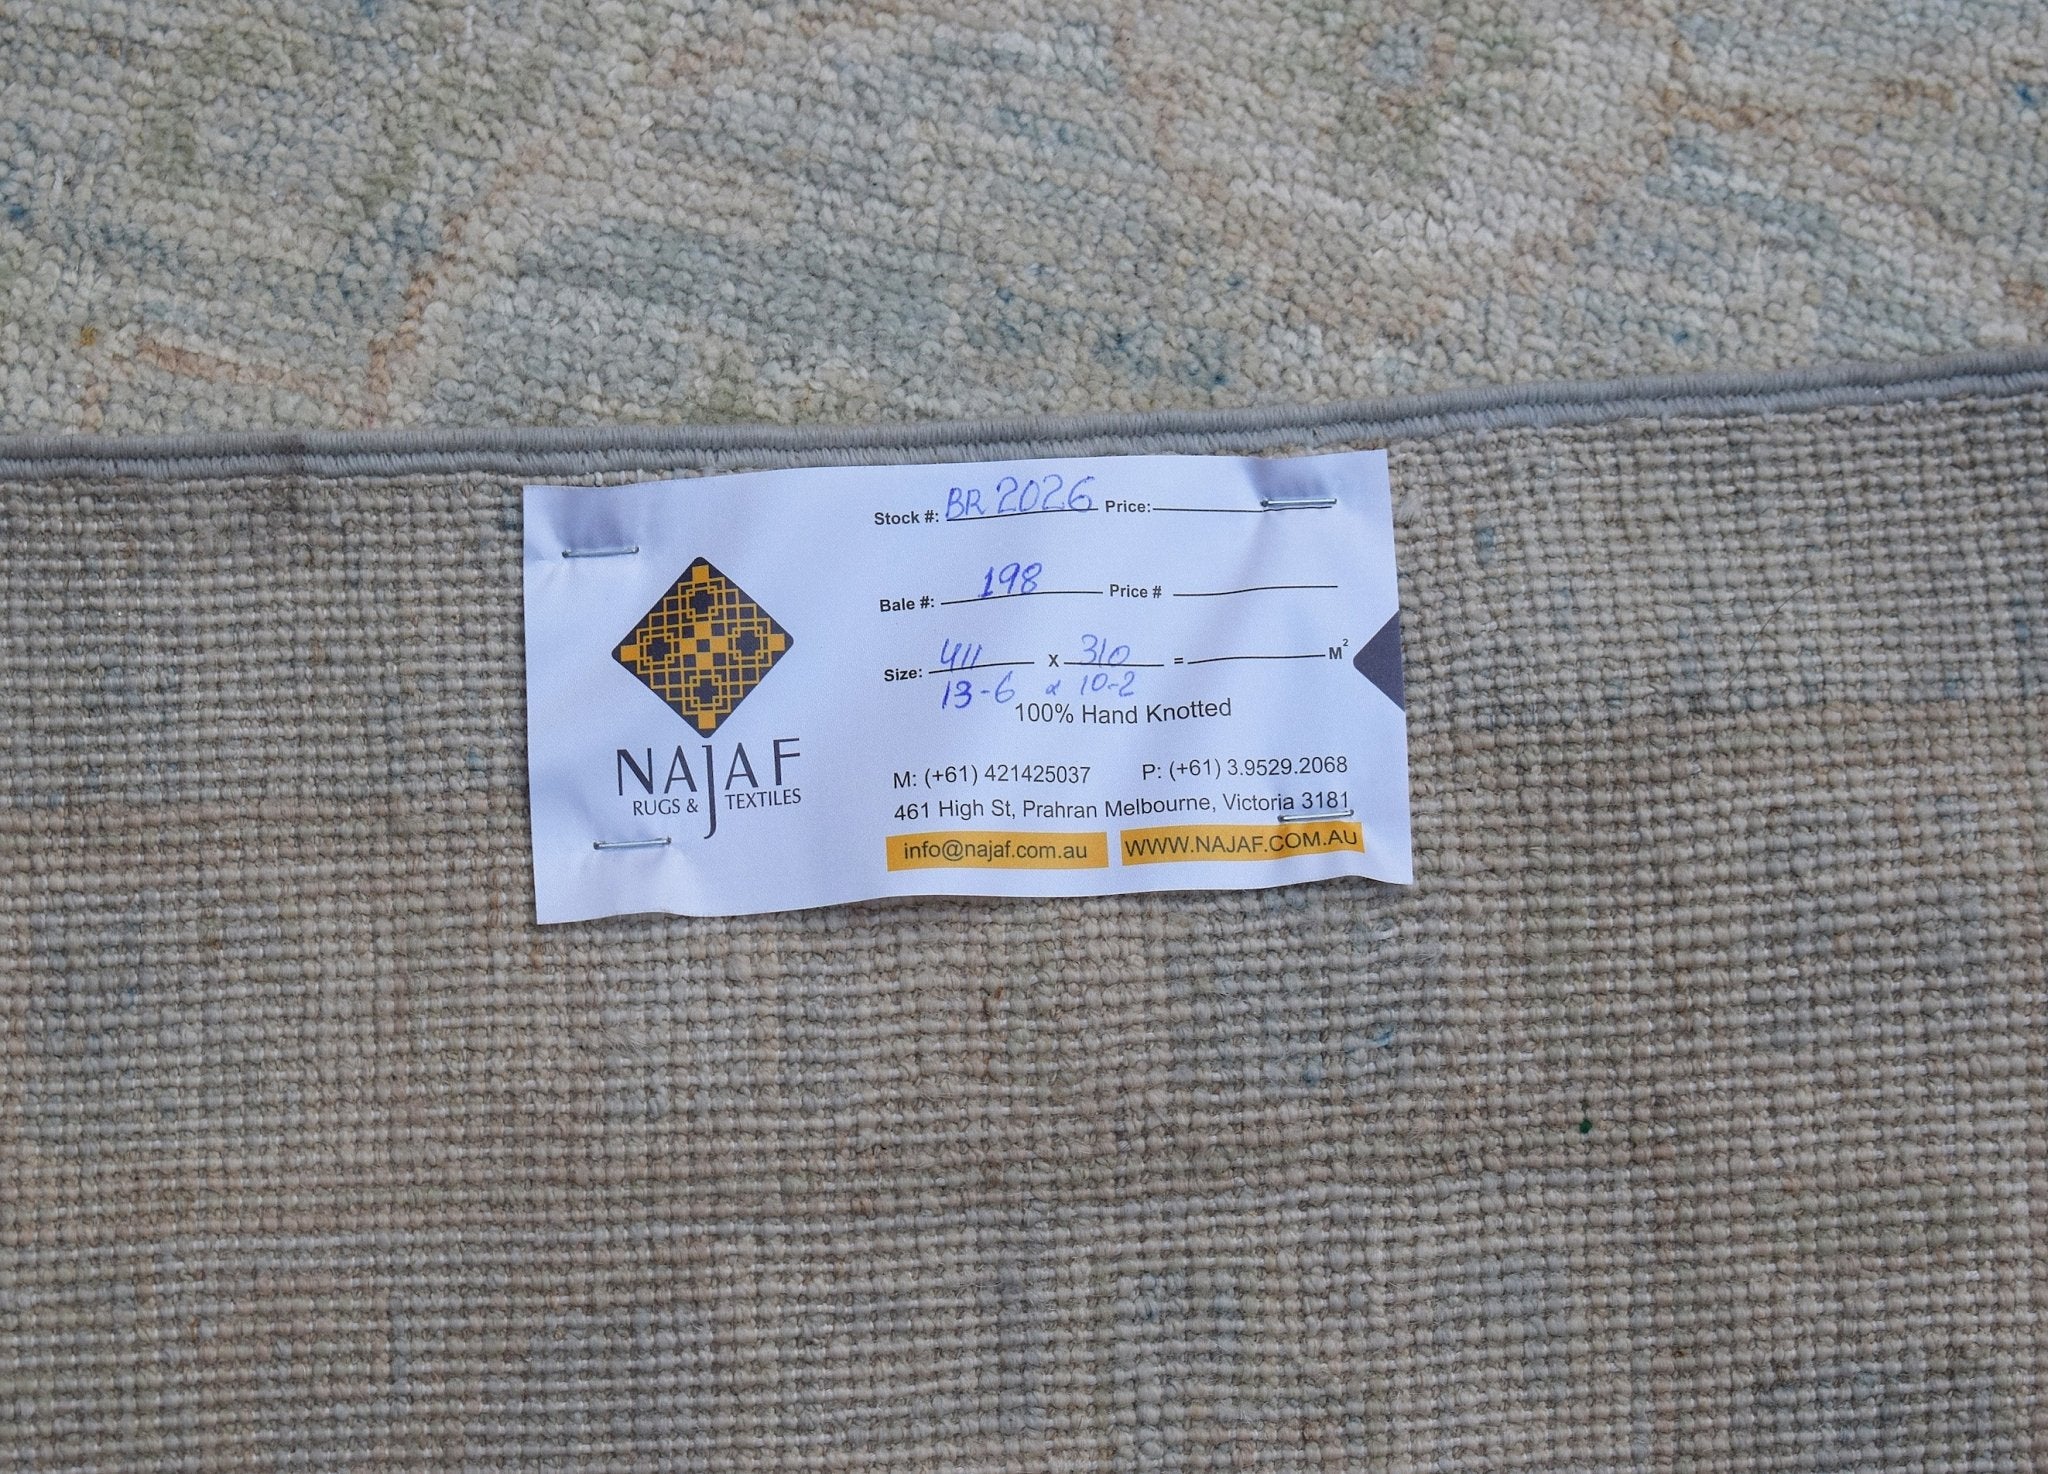 Stock #: BR 2026 Price:
Bale #: 198 Price #
Size: 411 X 310 = M²
13-6 x 10-2
100% Hand Knotted
NAJAF
RUGS & TEXTILES
M: (+61) 421425037 P: (+61) 3.9529.2068
461 High St, Prahran Melbourne, Victoria 3181
info@najaf.com.au WWW.NAJAF.COM.AU